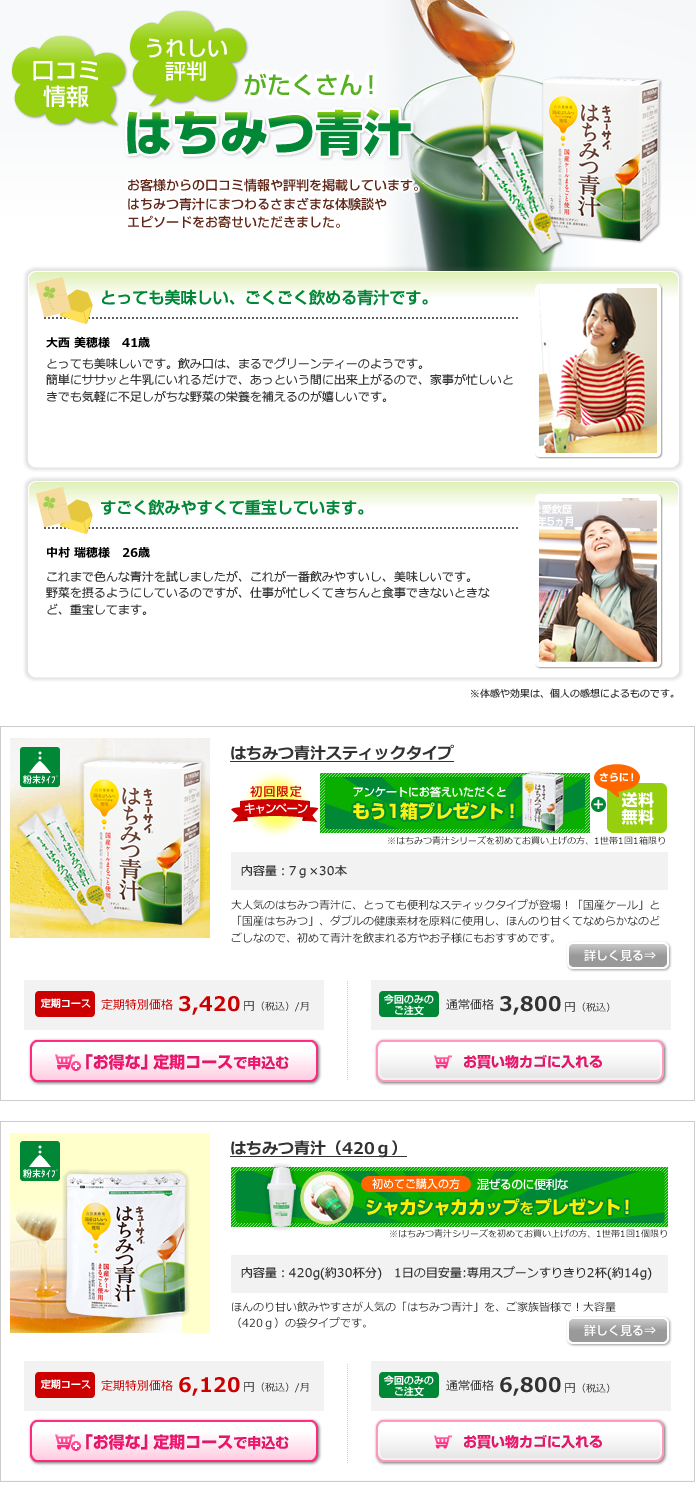 口コミ
情報
うれしい
評判
がたくさん！
はちみつ青汁
お客様からの口コミ情報や評判を掲載しています。
はちみつ青汁にまつわるさまざまな体験談や
エピソードをお寄せいただきました。
キューサイ
はちみつ青汁
国産ケールまるごと使用
はちみつ青汁
はちみつ青汁
とっても美味しい、ごくごく飲める青汁です。
大西 美穂様　41歳
とっても美味しいです。飲み口は、まるでグリーンティーのようです。
簡単にササッと牛乳にいれるだけで、あっという間に出来上がるので、家事が忙しいと
きでも気軽に不足しがちな野菜の栄養を補えるのが嬉しいです。
すごく飲みやすくて重宝しています。
中村 瑞穂様　26歳
これまで色んな青汁を試しましたが、これが一番飲みやすいし、美味しいです。
野菜を摂るようにしているのですが、仕事が忙しくてきちんと食事できないときな
ど、重宝してます。
愛飲歴
年5ヵ月
※体感や効果は、個人の感想によるものです。
粉末タイプ
キューサイ
はちみつ青汁
国産ケールまるごと使用
はちみつ青汁
はちみつ青汁
はちみつ青汁スティックタイプ
初回限定
キャンペーン
アンケートにお答えいただくと
もう1箱プレゼント！
はちみつ青汁
さらに！
送料
無料
※はちみつ青汁シリーズを初めてお買い上げの方、1世帯1回1箱限り
内容量：7ｇ×30本
大人気のはちみつ青汁に、とっても便利なスティックタイプが登場！「国産ケール」と
「国産はちみつ」、ダブルの健康素材を原料に使用し、ほんのり甘くてなめらかなのど
ごしなので、初めて青汁を飲まれる方やお子様にもおすすめです。
詳しく見る⇒
定期コース
定期特別価格 3,420 円（税込）/月
今回のみの
ご注文
通常価格 3,800 円（税込）
「お得な」定期コースで申込む
お買い物カゴに入れる
粉末タイプ
キューサイ
はちみつ青汁
国産ケール
まるごと使用
はちみつ青汁（420ｇ）
初めてご購入の方
混ぜるのに便利な
シャカシャカカップをプレゼント！
※はちみつ青汁シリーズを初めてお買い上げの方、1世帯1回1個限り
内容量：420g(約30杯分)　1日の目安量:専用スプーンすりきり2杯(約14g)
ほんのり甘い飲みやすさが人気の「はちみつ青汁」を、ご家族皆様で！大容量
（420ｇ）の袋タイプです。
詳しく見る⇒
定期コース
定期特別価格 6,120 円（税込）/月
今回のみの
ご注文
通常価格 6,800 円（税込）
「お得な」定期コースで申込む
お買い物カゴに入れる